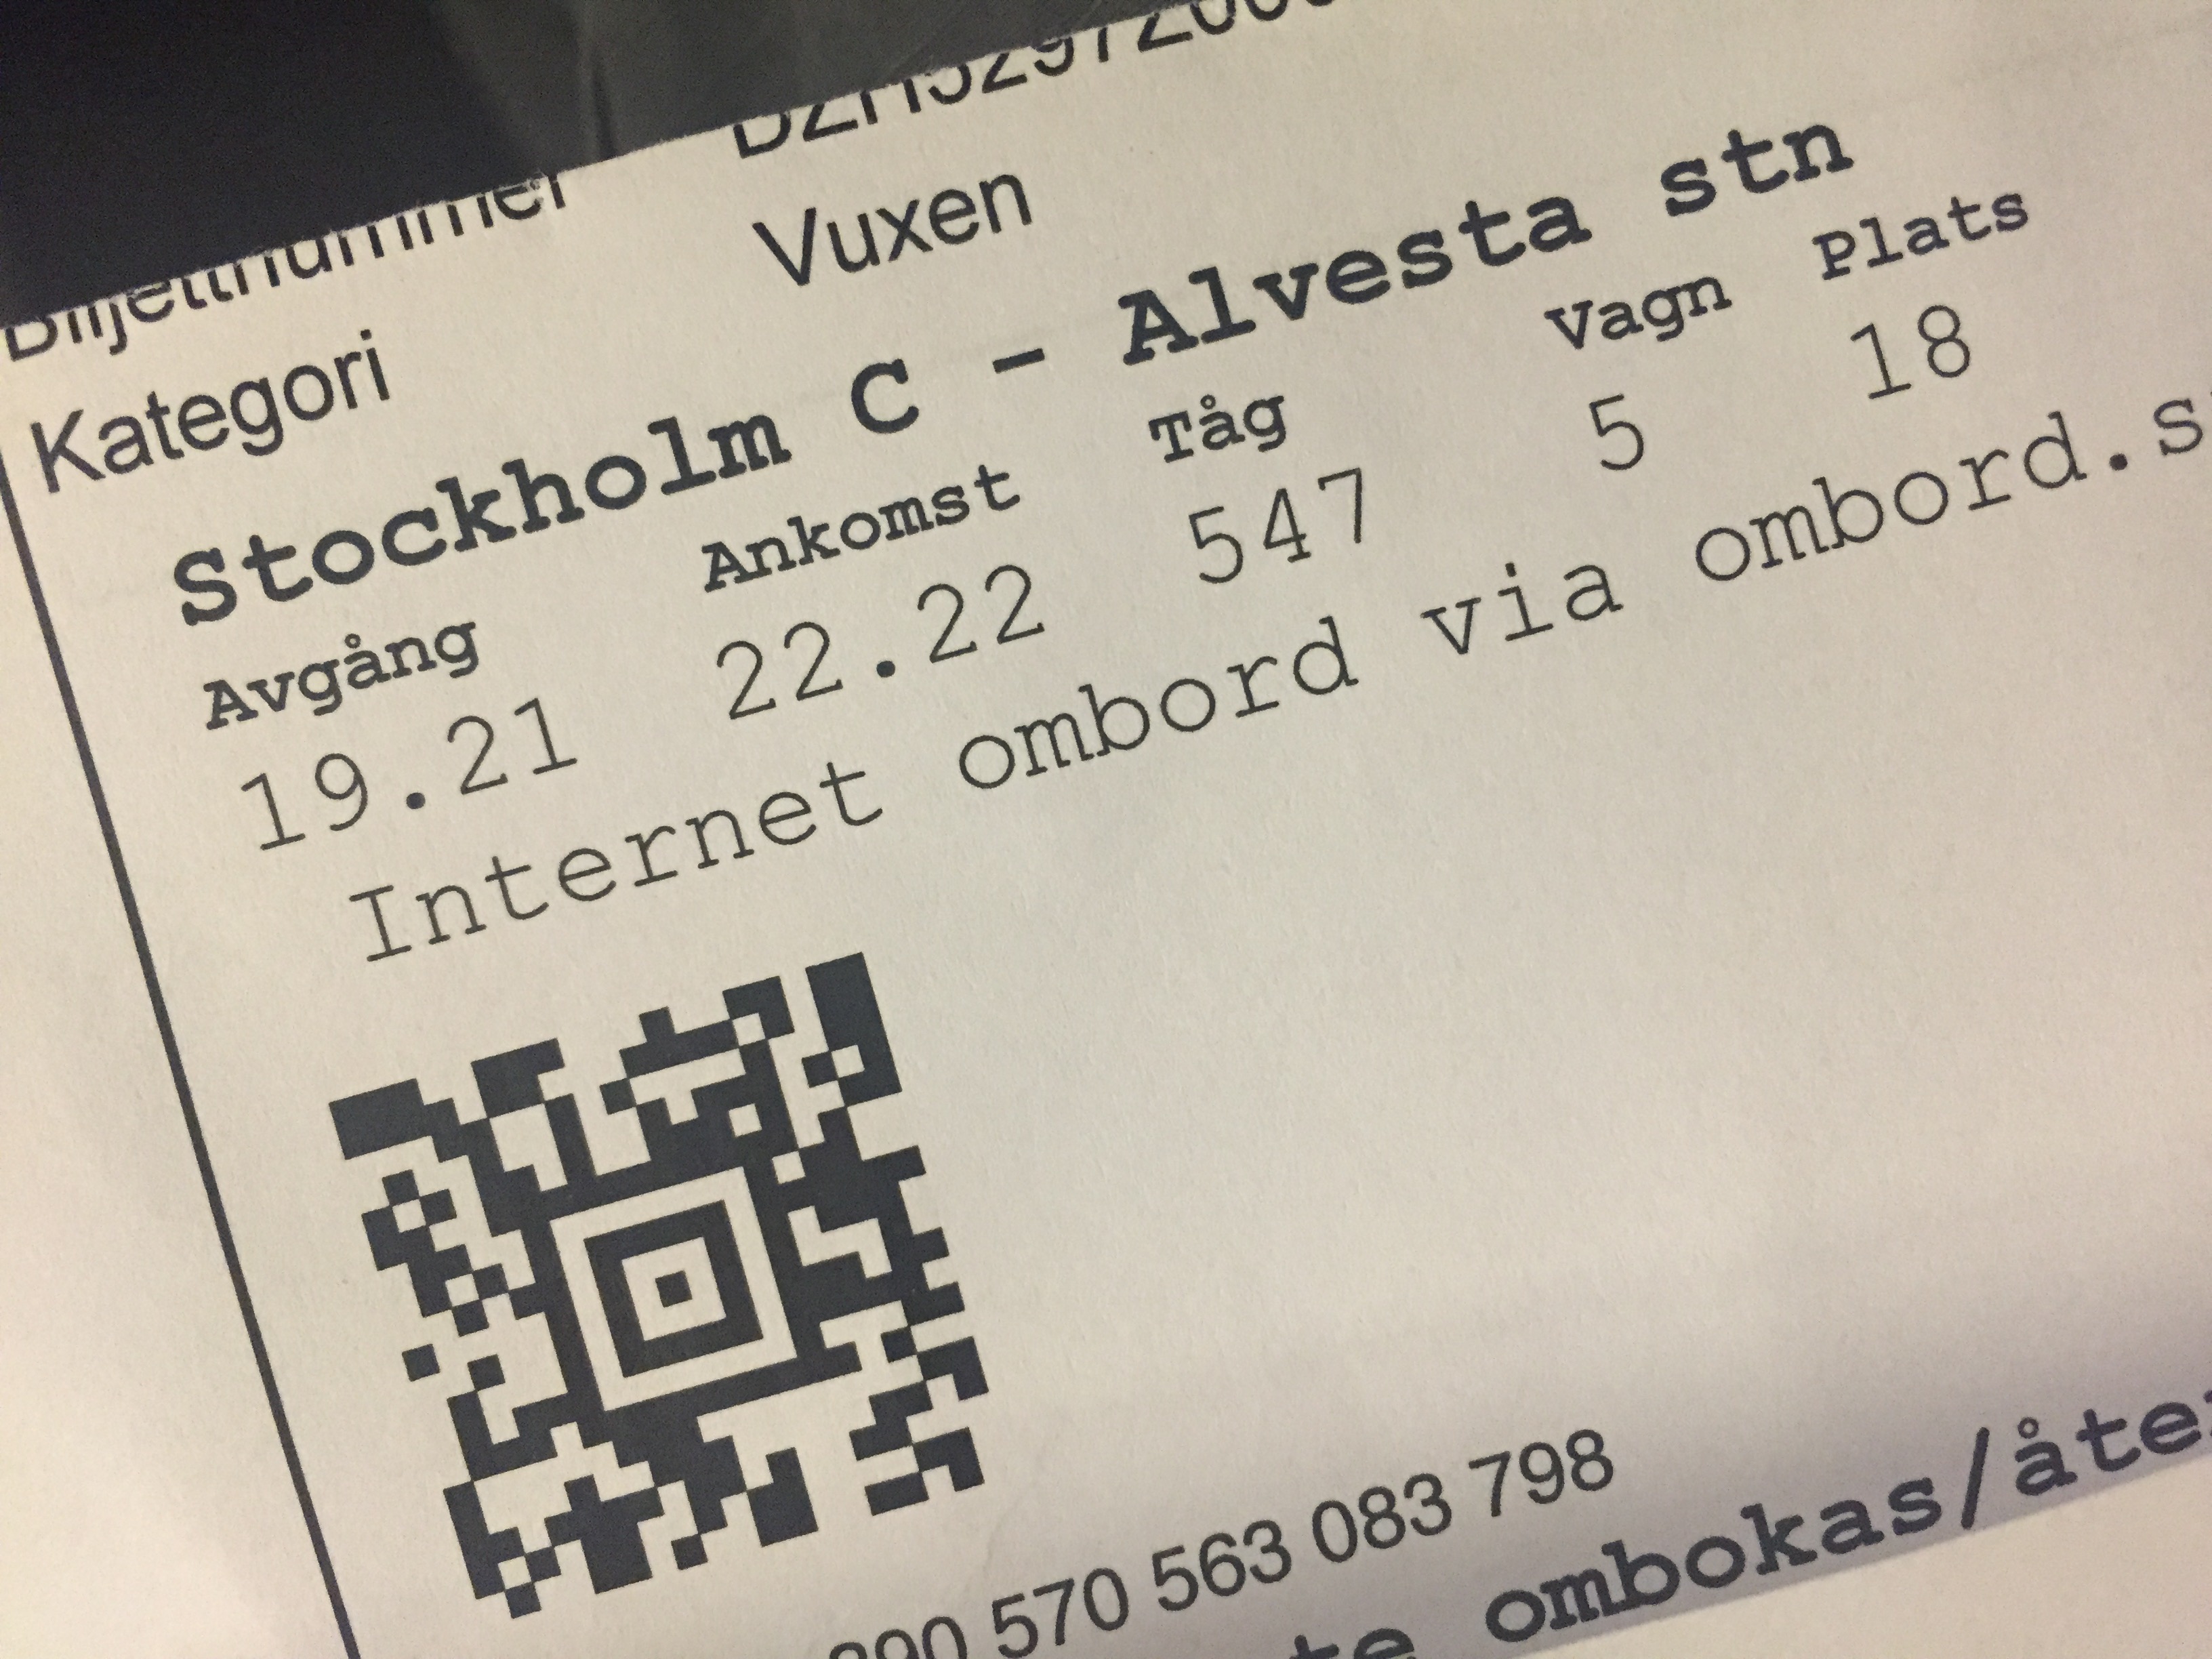 Biljettnummer
Kategori Vuxen
Stockholm C - Alvesta stn
Avgång Ankomst Tåg Vagn Plats
19.21 22.22 547 5 18
Internet ombord via
570 563 083 798
ombokas/åte